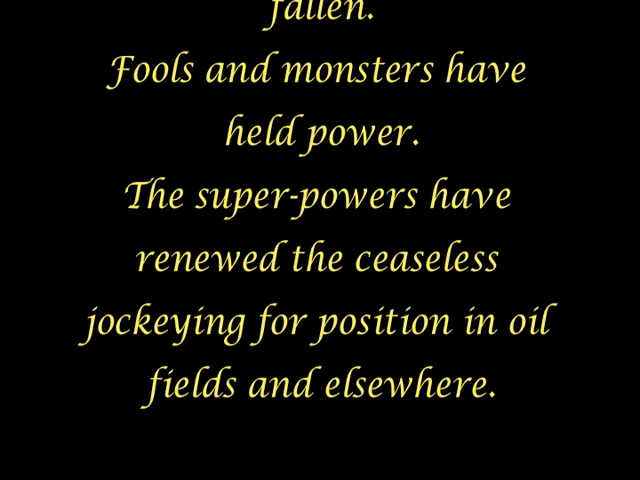 fallen.
Fools and monsters have
held power.
The super-powers have
renewed the ceaseless
jockeying for position in oil
fields and elsewhere.